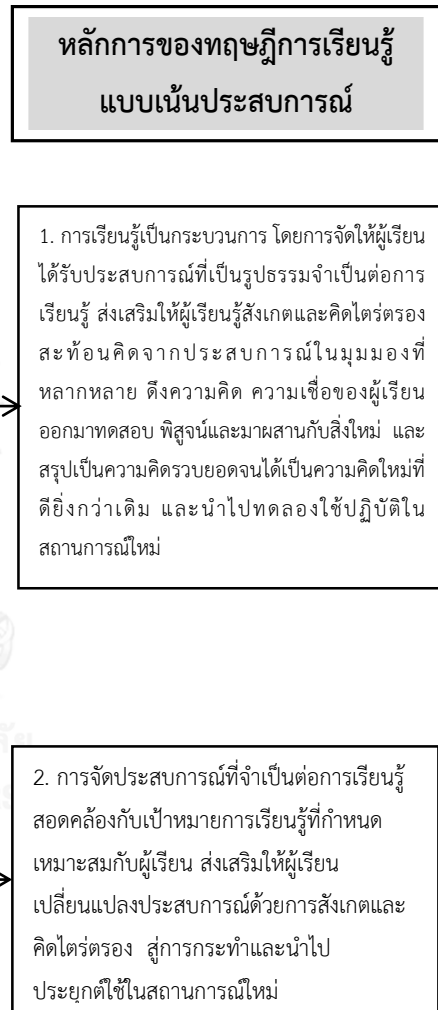 หลักการของทฤษฎีการเรียนรู้
แบบเน้นประสบการณ์
1. การเรียนรู้เป็นกระบวนการ โดยการจัดให้ผู้เรียน
ได้รับประสบการณ์ที่เป็นรูปธรรมจำเป็นต่อการ
เรียนรู้ ส่งเสริมให้ผู้เรียนรู้สังเกตและคิดไตร่ตรอง
สะท้อนคิดจากประสบการณ์ในมุมมองที่
หลากหลาย ดึงความคิด ความเชื่อของผู้เรียน
ออกมาทดสอบ พิสูจน์และมาผสานกับสิ่งใหม่ และ
สรุปเป็นความคิดรวบยอดจนได้เป็นความคิดใหม่ที่
ดียิ่งกว่าเดิม และนำไปทดลองใช้ปฏิบัติใน
สถานการณ์ใหม่
2. การจัดประสบการณ์ที่จำเป็นต่อการเรียนรู้
สอดคล้องกับเป้าหมายการเรียนรู้ที่กำหนด
เหมาะสมกับผู้เรียน ส่งเสริมให้ผู้เรียน
เปลี่ยนแปลงประสบการณ์ด้วยการสังเกตและ
คิดไตร่ตรอง สู่การกระทำและนำไป
ประยุกต์ใช้ในสถานการณ์ใหม่